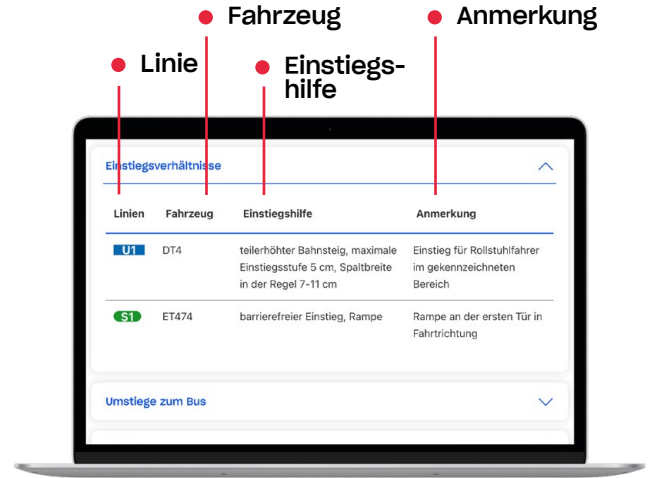 Fahrzeug
Anmerkung
Linie
Einstiegs-
hilfe
Einstiegsverhältnisse
Linien Fahrzeug Einstiegshilfe Anmerkung
U1 DT4 teilerhöhter Bahnsteig, maximale Einstieg für Rollstuhlfahrer
Einstiegsstufe 5 cm, Spaltbreite im gekennzeichneten
in der Regel 7-11 cm Bereich
S1 ET474 barrierefreier Einstieg, Rampe Rampe an der ersten Tür in
Fahrtrichtung
Umstiege zum Bus